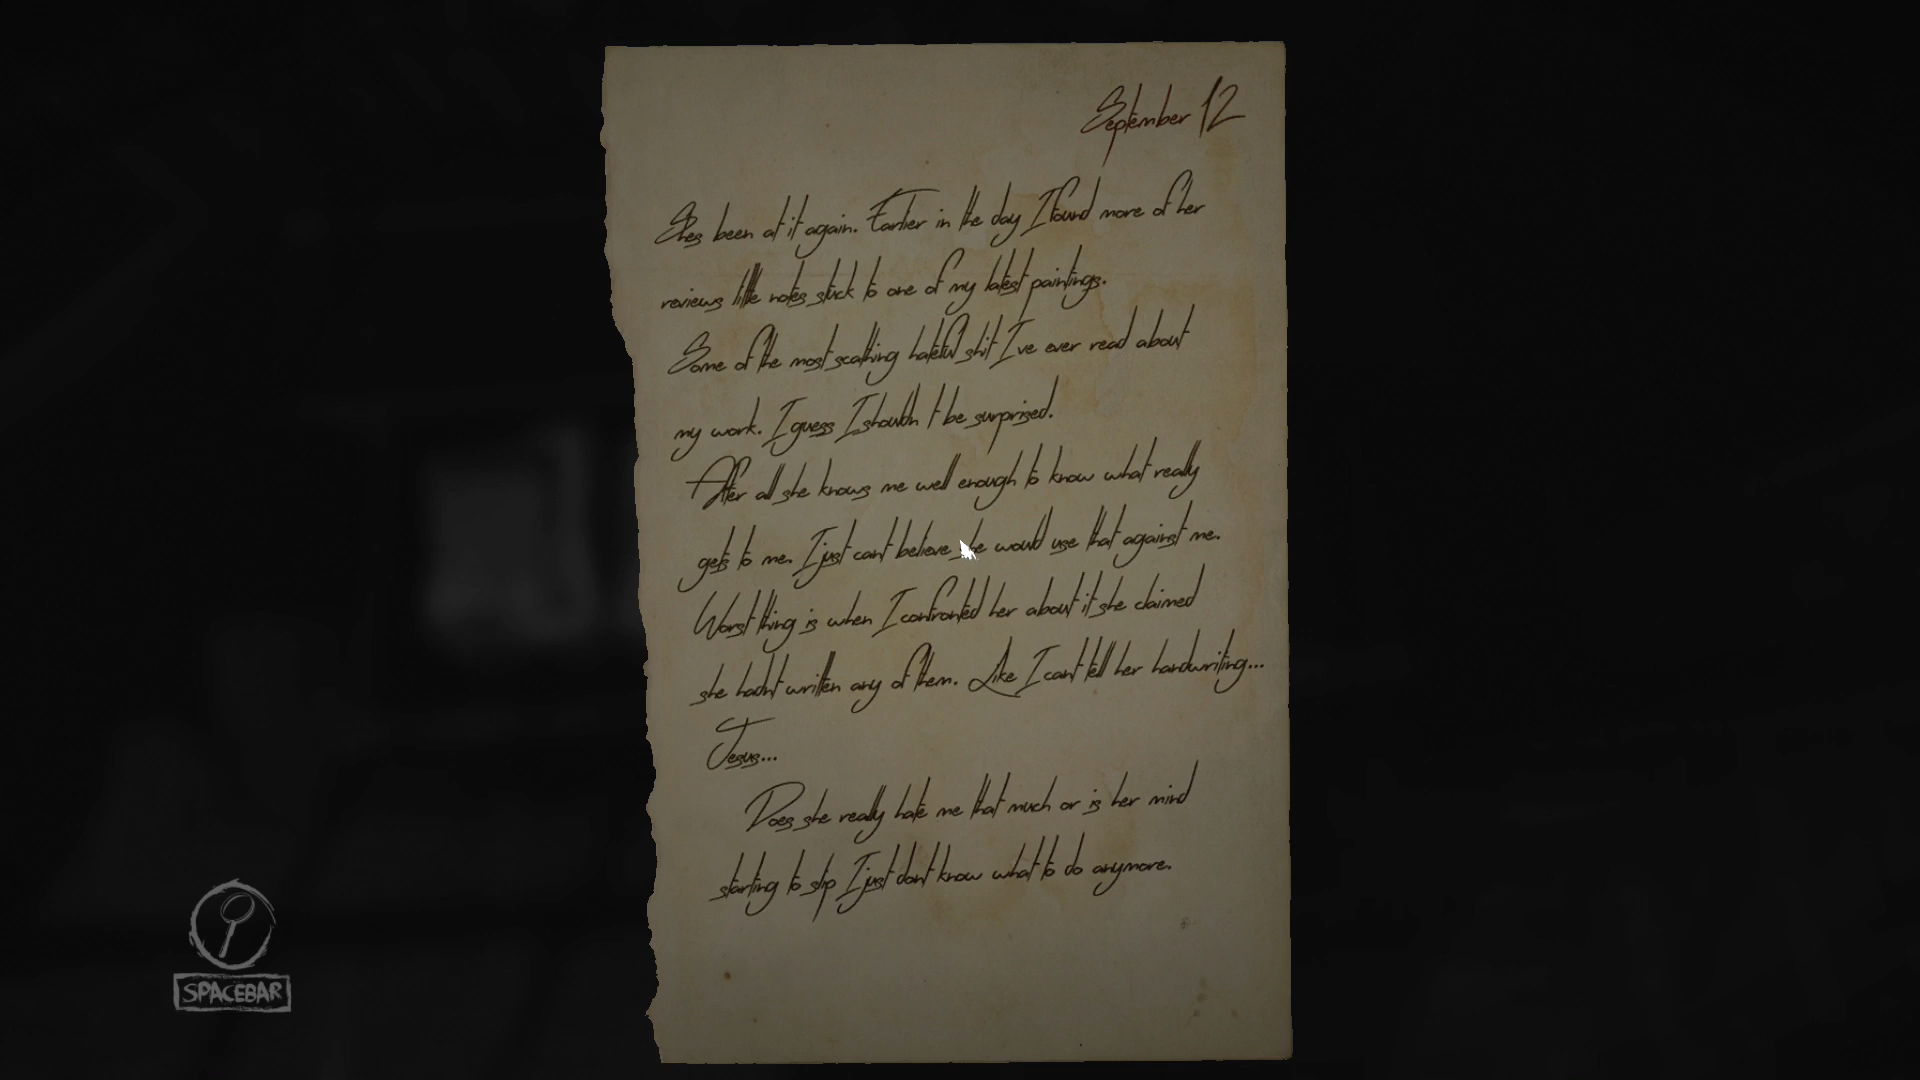 September 12
Shes been at it again. Earlier in the day I found more of her
reviews little notes stuck to one of my latest paintings.
Some of the most scathing hateful shit I've ever read about
my work. I guess I shouldn't be surprised.
After all she knows me well enough to know what really
gets to me. I just cant believe she would use that against me.
Worst thing is when I confronted her about it she claimed
she hadnt written any of them. Like I cant tell her handwriting...
Jesus...
Does she really hate me that much or is her mind
starting to slip I just dont know what to do anymore.
SPACEBAR